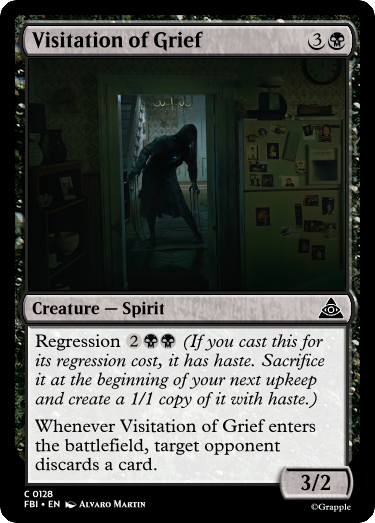 Visitation of Grief 3
Creature — Spirit
Regression 2 (If you cast this for
its regression cost, it has haste. Sacrifice
it at the beginning of your next upkeep
and create a 1/1 copy of it with haste.)
Whenever Visitation of Grief enters
the battlefield, target opponent
discards a card.
3/2
C 0128
FBI • EN Alvaro Martin
©Grapple